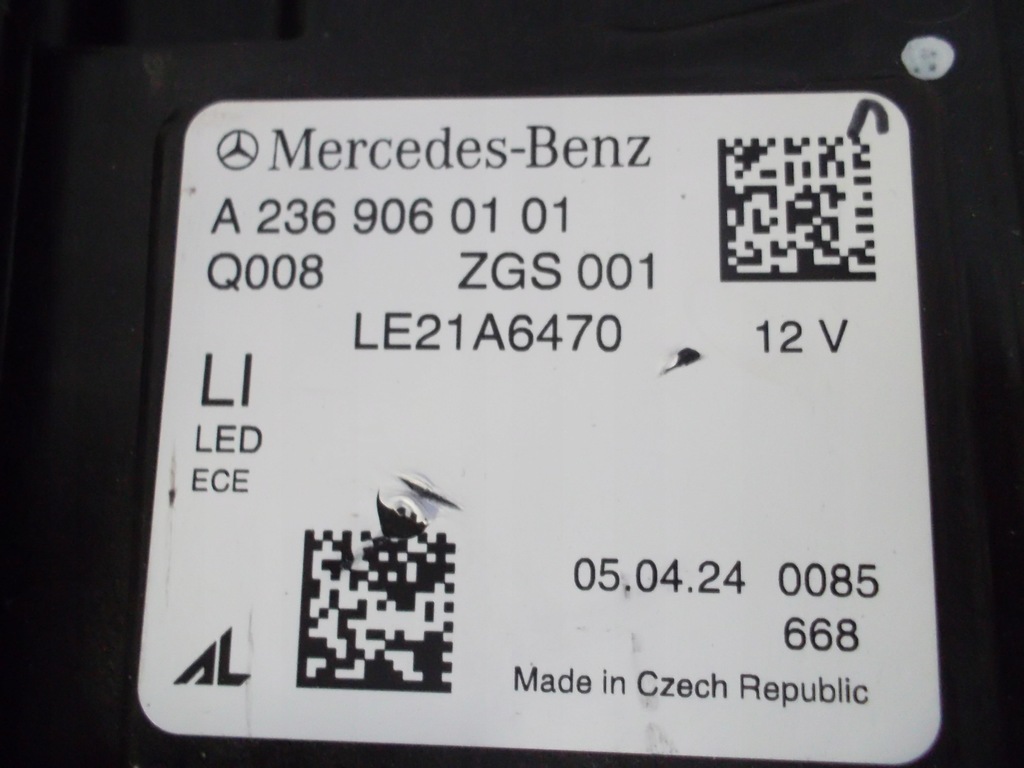 Mercedes-Benz
A 236 906 01 01
Q008 ZGS 001
LE21A6470 12 V
LI
LED
ECE
05.04.24 0085
668
AL
Made in Czech Republic